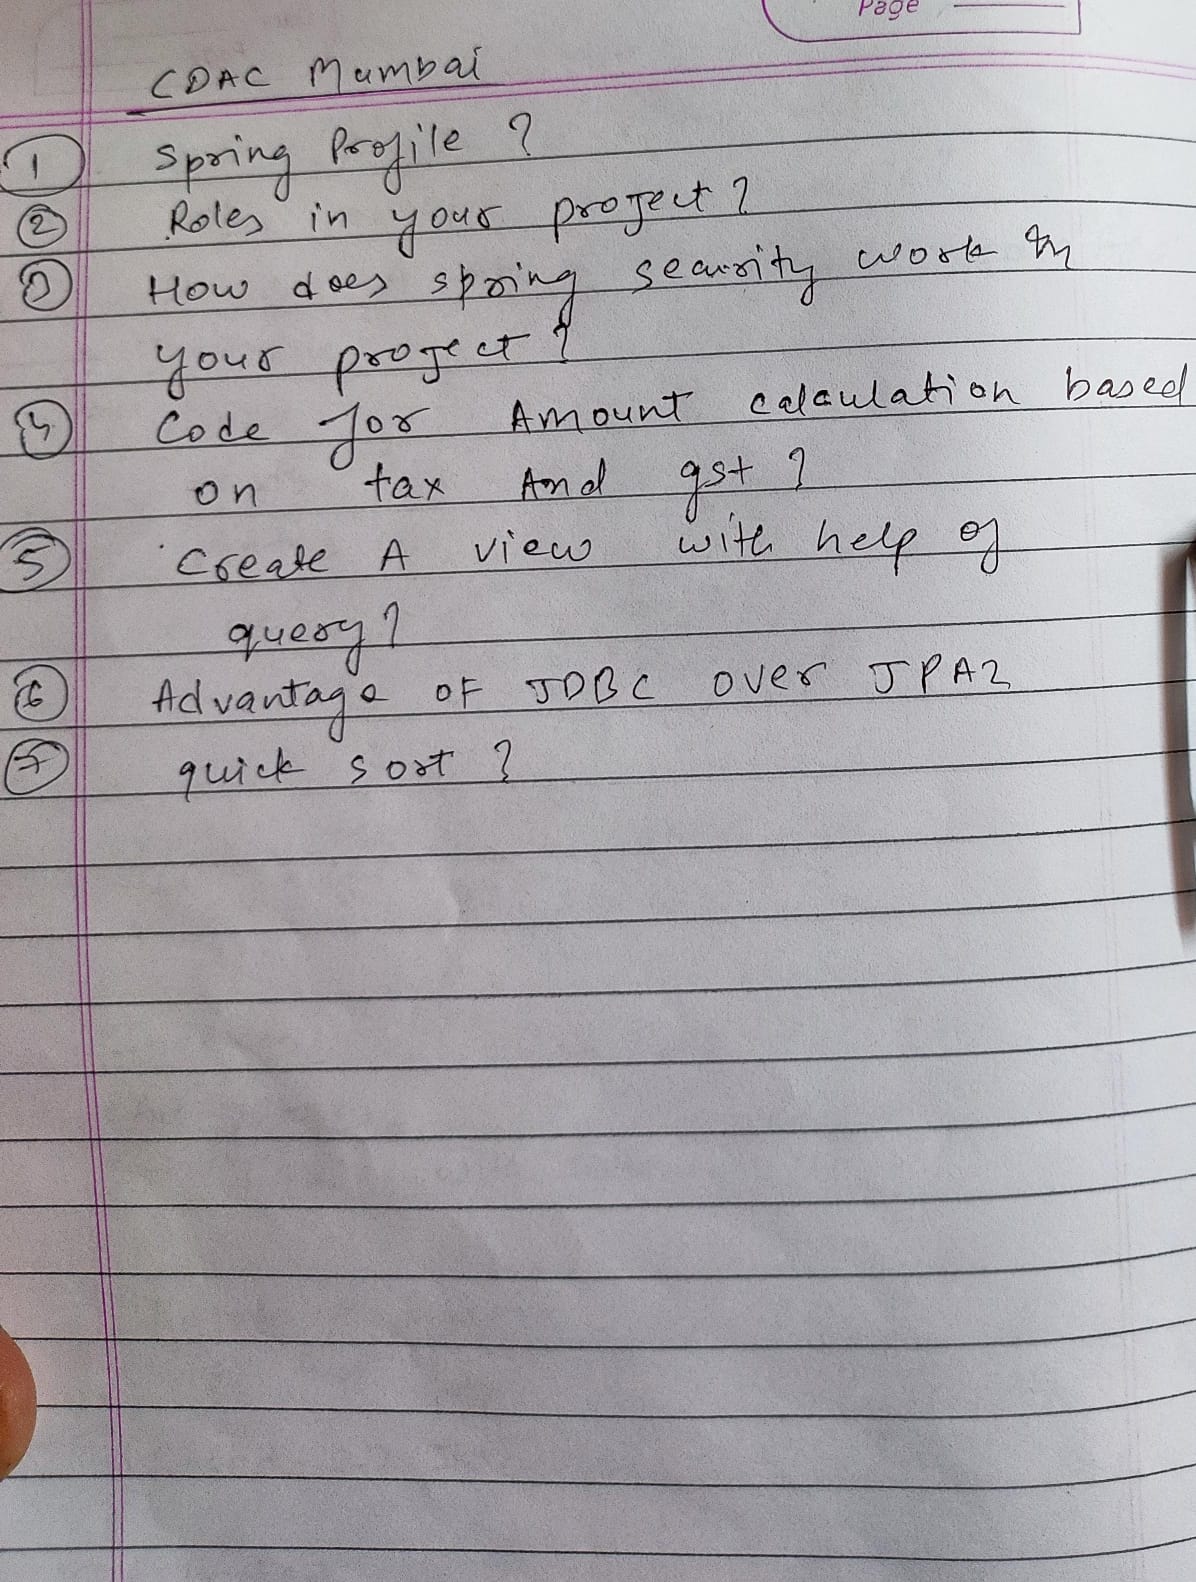 Page
CDAC Mumbai
1 Spring Profile ?
2 Roles in your project ?
3 How does spring security work in
your project ?
4 Code for Amount calculation based
on tax And gst ?
5 Create A view with help of
query ?
6 Advantage OF JDBC over JPA ?
7 quick sort ?